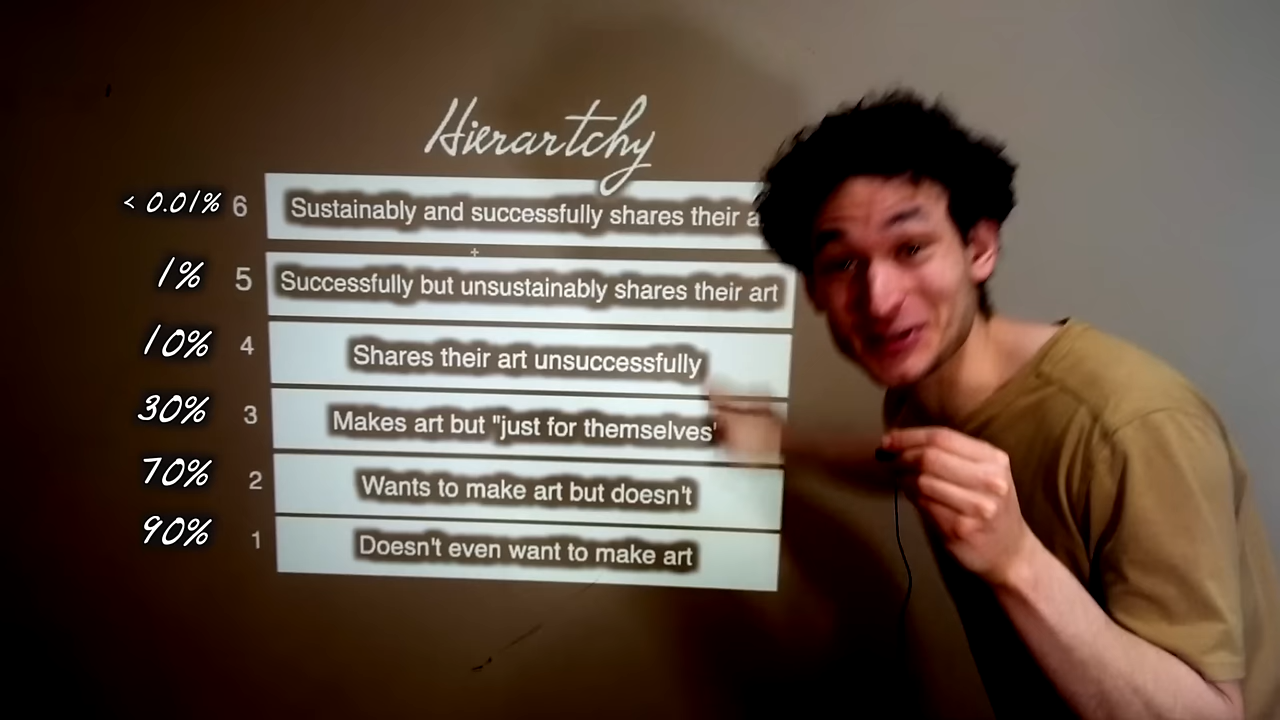 Hierartchy
< 0.01% 6 Sustainably and successfully shares their
1% 5 Successfully but unsustainably shares their art
10% 4 Shares their art unsuccessfully
30% 3 Makes art but "just for themselves"
70% 2 Wants to make art but doesn't
90% 1 Doesn't even want to make art